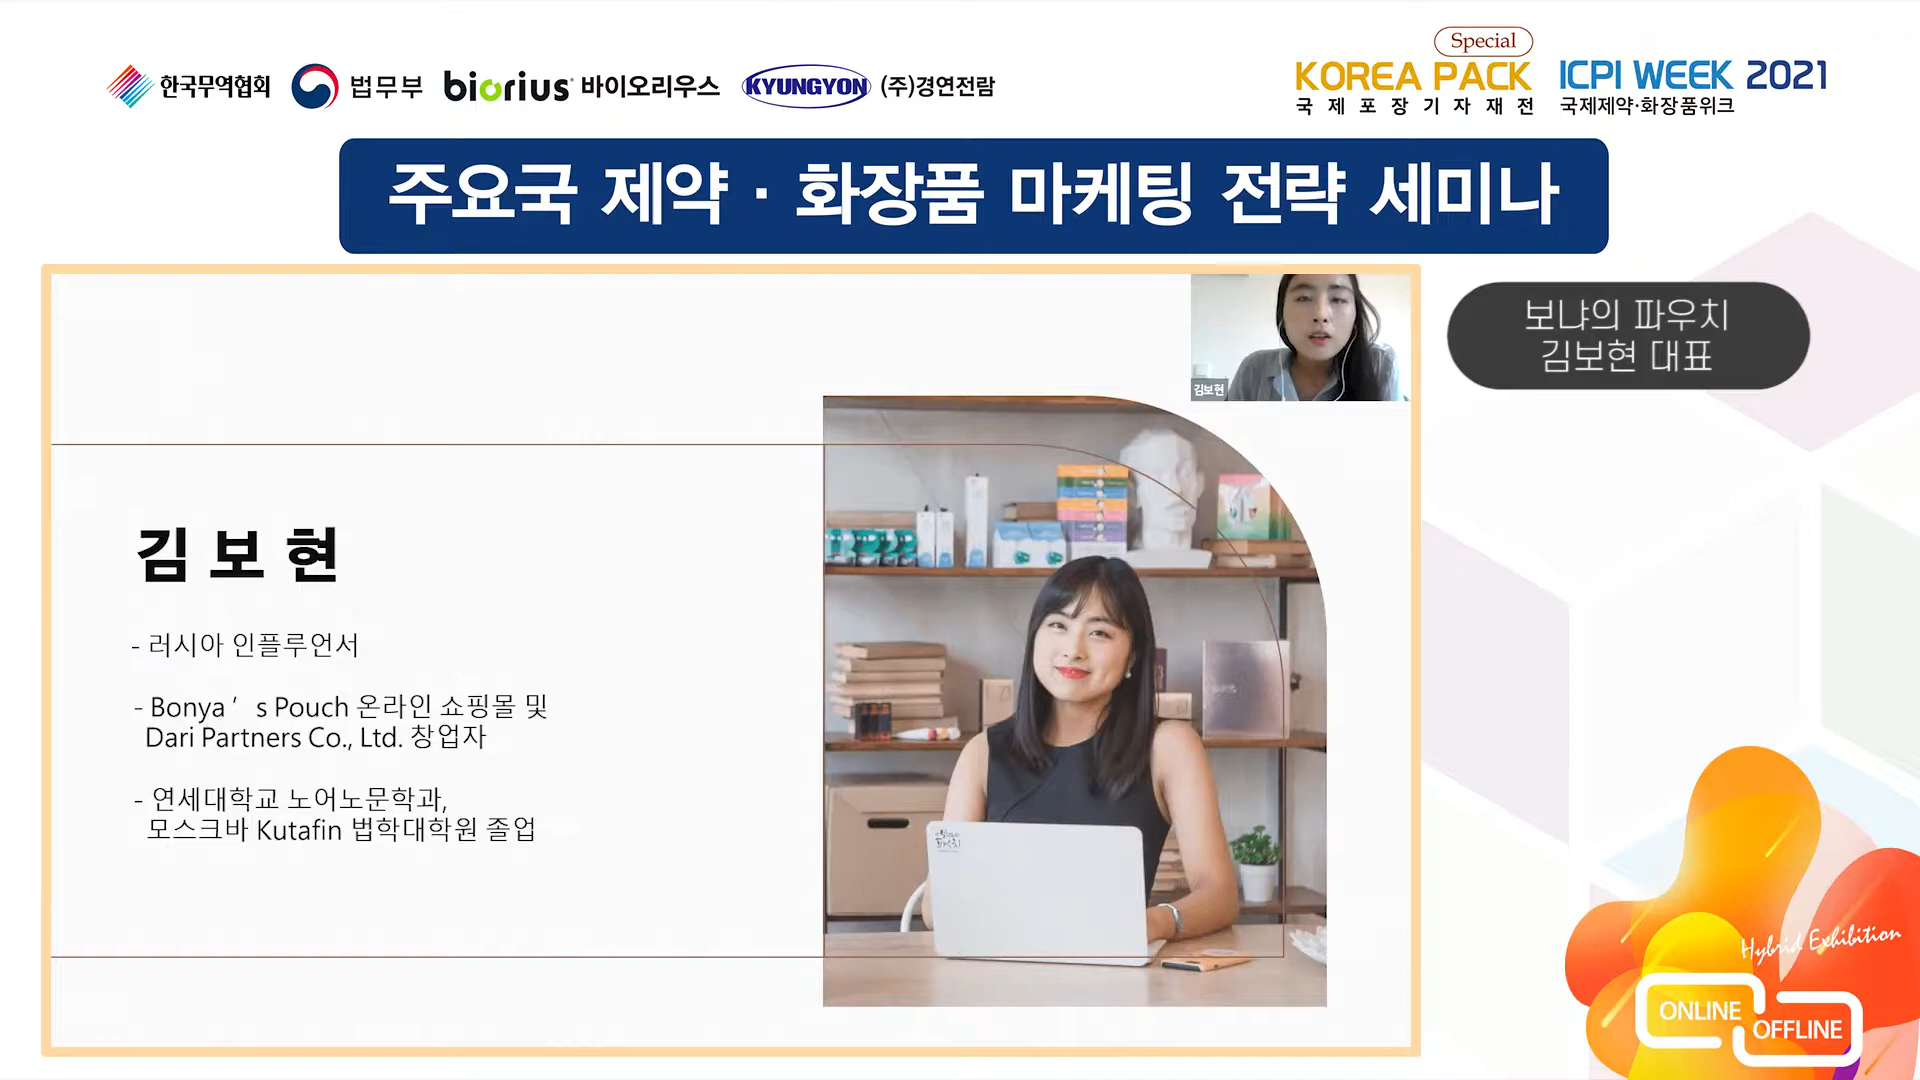 한국무역협회
법무부
biorius 바이오리우스
KYUNGYON (주)경연전람
Special
KOREA PACK
국제포장기자재전
ICPI WEEK 2021
국제제약·화장품위크
주요국 제약·화장품 마케팅 전략 세미나
김보현
보냐의 파우치
김보현 대표
김보현
- 러시아 인플루언서
- Bonya's Pouch 온라인 쇼핑몰 및
Dari Partners Co., Ltd. 창업자
- 연세대학교 노어노문학과,
모스크바 Kutafin 법학대학원 졸업
Hybrid Exhibition
ONLINE
OFFLINE